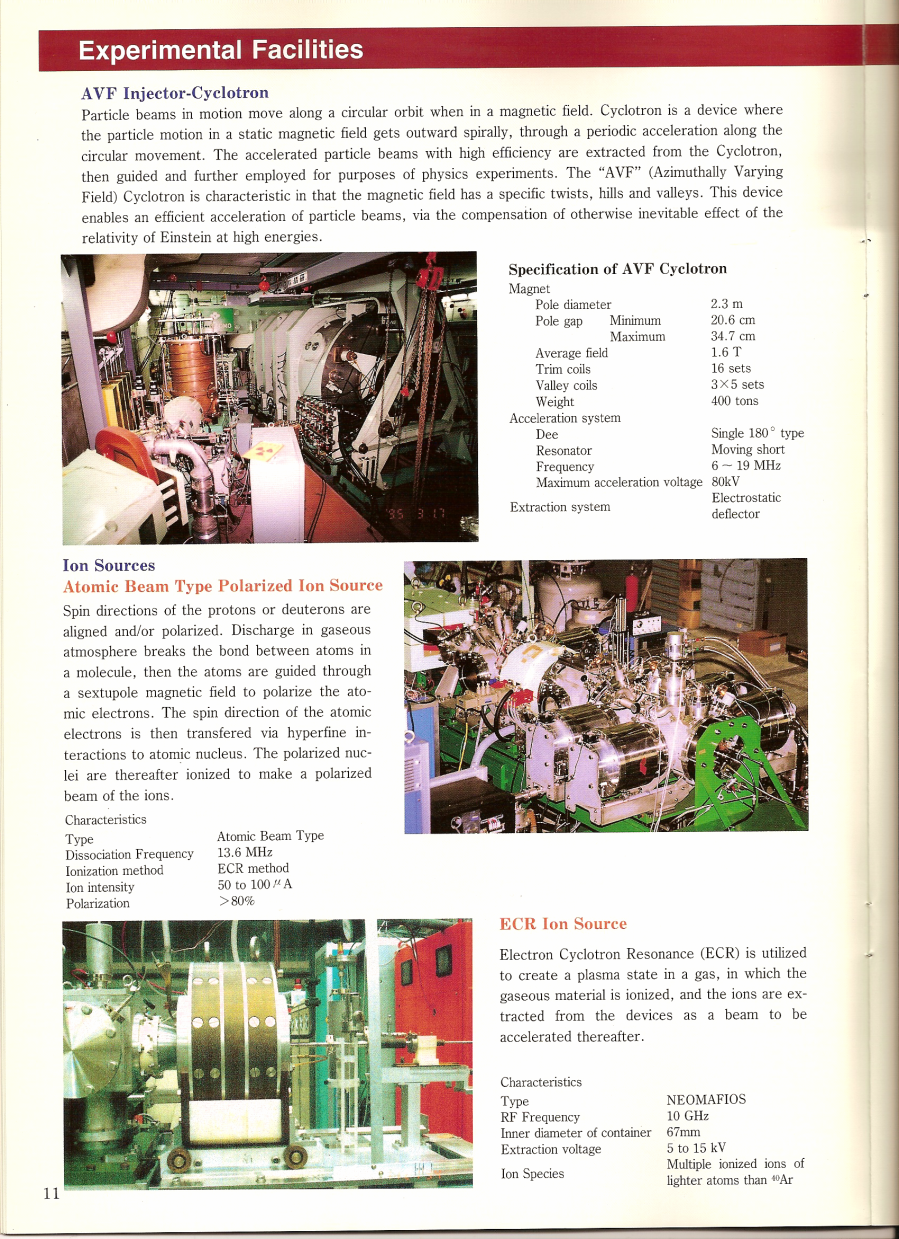 Experimental Facilities
AVF Injector-Cyclotron
Particle beams in motion move along a circular orbit when in a magnetic field. Cyclotron is a device where
the particle motion in a static magnetic field gets outward spirally, through a periodic acceleration along the
circular movement. The accelerated particle beams with high efficiency are extracted from the Cyclotron,
then guided and further employed for purposes of physics experiments. The “AVF” (Azimuthally Varying
Field) Cyclotron is characteristic in that the magnetic field has a specific twists, hills and valleys. This device
enables an efficient acceleration of particle beams, via the compensation of otherwise inevitable effect of the
relativity of Einstein at high energies.
'95 3 17
Specification of AVF Cyclotron
Magnet
Pole diameter 2.3 m
Pole gap Minimum 20.6 cm
Maximum 34.7 cm
Average field 1.6 T
Trim coils 16 sets
Valley coils 3×5 sets
Weight 400 tons
Acceleration system
Dee Single 180° type
Resonator Moving short
Frequency 6 ~ 19 MHz
Maximum acceleration voltage 80kV
Extraction system Electrostatic
deflector
Ion Sources
Atomic Beam Type Polarized Ion Source
Spin directions of the protons or deuterons are
aligned and/or polarized. Discharge in gaseous
atmosphere breaks the bond between atoms in
a molecule, then the atoms are guided through
a sextupole magnetic field to polarize the ato-
mic electrons. The spin direction of the atomic
electrons is then transfered via hyperfine in-
teractions to atomic nucleus. The polarized nuc-
lei are thereafter ionized to make a polarized
beam of the ions.
Characteristics
Type Atomic Beam Type
Dissociation Frequency 13.6 MHz
Ionization method ECR method
Ion intensity 50 to 100 μA
Polarization >80%
ECR Ion Source
Electron Cyclotron Resonance (ECR) is utilized
to create a plasma state in a gas, in which the
gaseous material is ionized, and the ions are ex-
tracted from the devices as a beam to be
accelerated thereafter.
Characteristics
Type NEOMAFIOS
RF Frequency 10 GHz
Inner diameter of container 67mm
Extraction voltage 5 to 15 kV
Ion Species Multiple ionized ions of
lighter atoms than ⁴⁰Ar
11